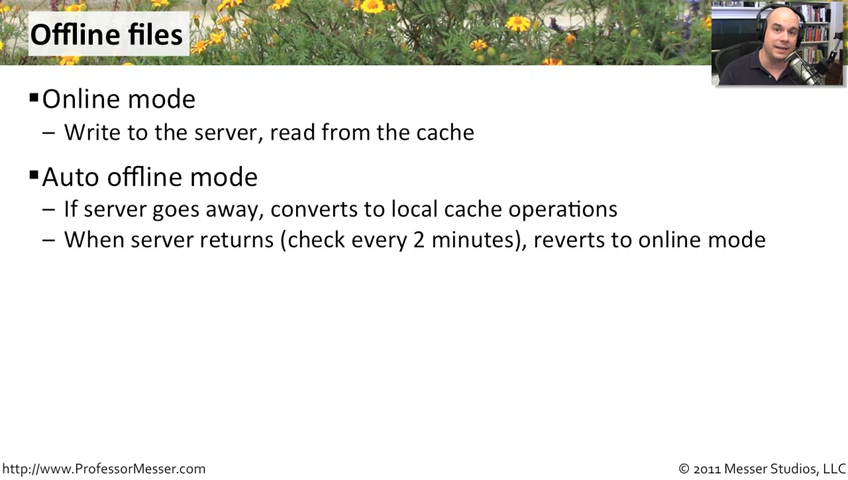 Offline files
▪Online mode
– Write to the server, read from the cache
▪Auto offline mode
– If server goes away, converts to local cache operations
– When server returns (check every 2 minutes), reverts to online mode
http://www.ProfessorMesser.com
© 2011 Messer Studios, LLC